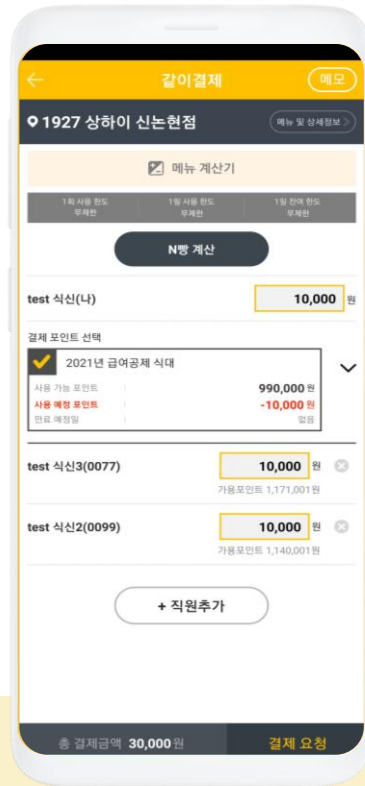 같이결제
메모
1927 상하이 신논현점
메뉴 및 상세정보 >
메뉴 계산기
1회 사용 한도 1일 사용 한도 1일 잔여 한도
무제한 무제한 무제한
N빵 계산
test 식신(나) 10,000 원
결제 포인트 선택
2021년 급여공제 식대
사용 가능 포인트 990,000 원
사용 예정 포인트 -10,000 원
만료 예정일 없음
test 식신3(0077) 10,000 원
가용포인트 1,171,001원
test 식신2(0099) 10,000 원
가용포인트 1,140,001원
+ 직원추가
총 결제금액 30,000원 결제 요청